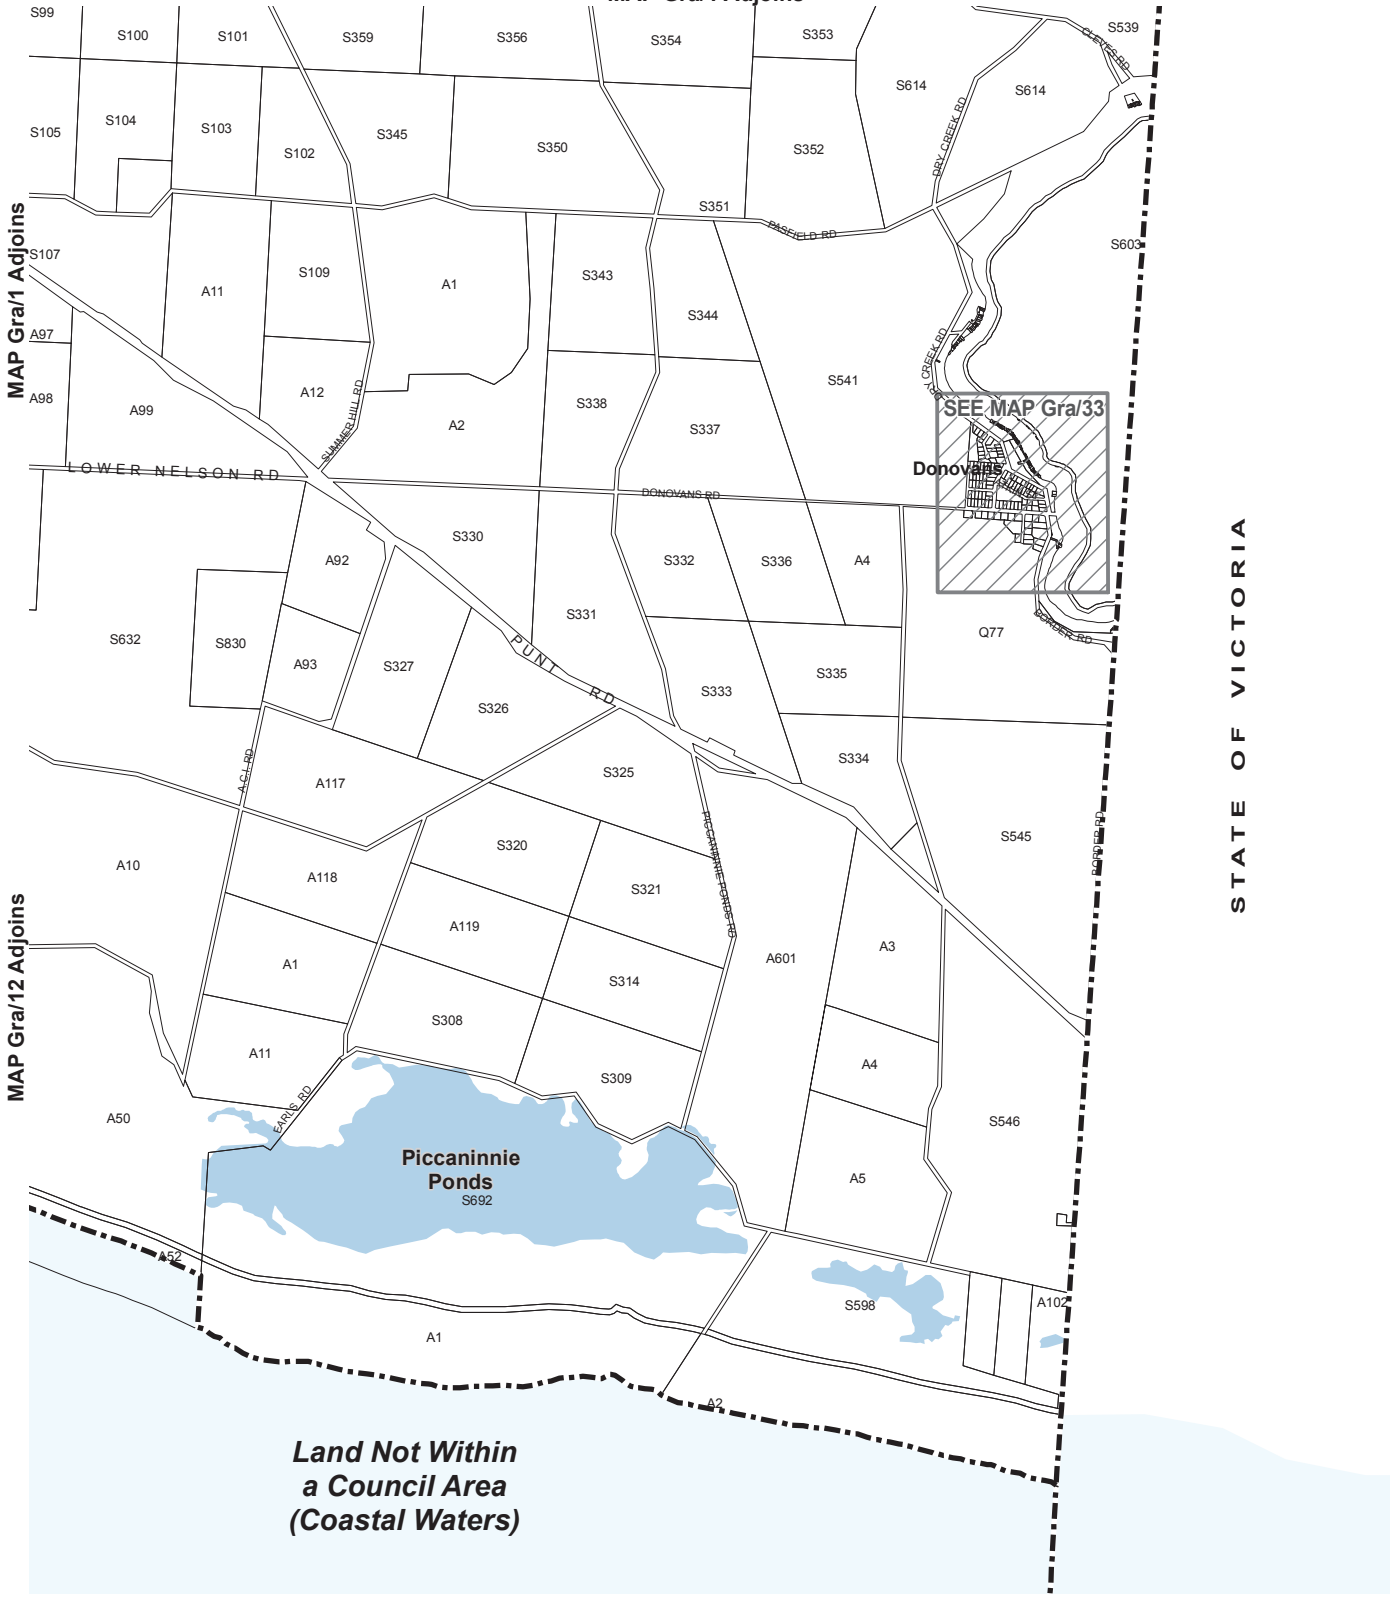 S99
S100
S101
S359
S356
S354
S353
S539
CLEVES RD
S614
S614
S105
S104
S103
S102
S345
S350
S352
DRY CREEK RD
S351
PASFIELD RD
MAP Gra/1 Adjoins
S107
A11
S109
A1
S343
S344
S603
A97
A98
A99
A12
SUMMER HILL RD
A2
S338
S337
S541
DRY CREEK RD
SEE MAP Gra/33
Donovans
LOWER NELSON RD
DONOVANS RD
STATE OF VICTORIA
S330
A92
S332
S336
A4
S632
S830
A93
S327
S331
Q77
BORDER RD
PUNT RD
S326
S333
S335
A.C.I. RD
A117
S325
S334
S545
BORDER RD
PICCANINNIE PONDS RD
A10
A118
S320
S321
A119
A1
S314
A601
A3
MAP Gra/12 Adjoins
S308
A11
S309
A4
EARLS RD
A50
S546
Piccaninnie
Ponds
S692
A5
A52
S598
A102
A1
A2
Land Not Within
a Council Area
(Coastal Waters)